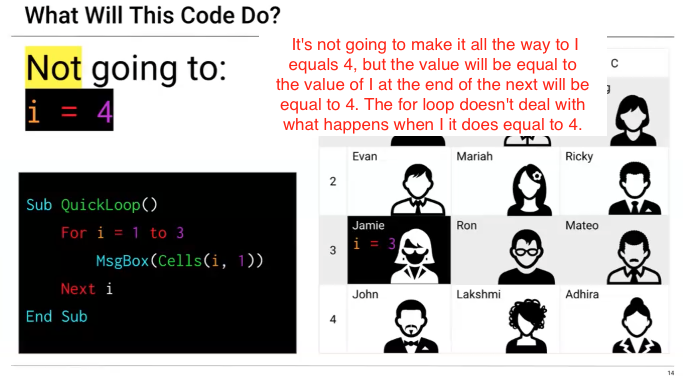 What Will This Code Do?
Not going to:
i = 4
It's not going to make it all the way to I
equals 4, but the value will be equal to
the value of I at the end of the next will be
equal to 4. The for loop doesn't deal with
what happens when I it does equal to 4.
Sub QuickLoop()
For i = 1 to 3
MsgBox(Cells(i, 1))
Next i
End Sub
C
g
2
Evan
Mariah
Ricky
3
Jamie
i = 3
Ron
Mateo
4
John
Lakshmi
Adhira
14